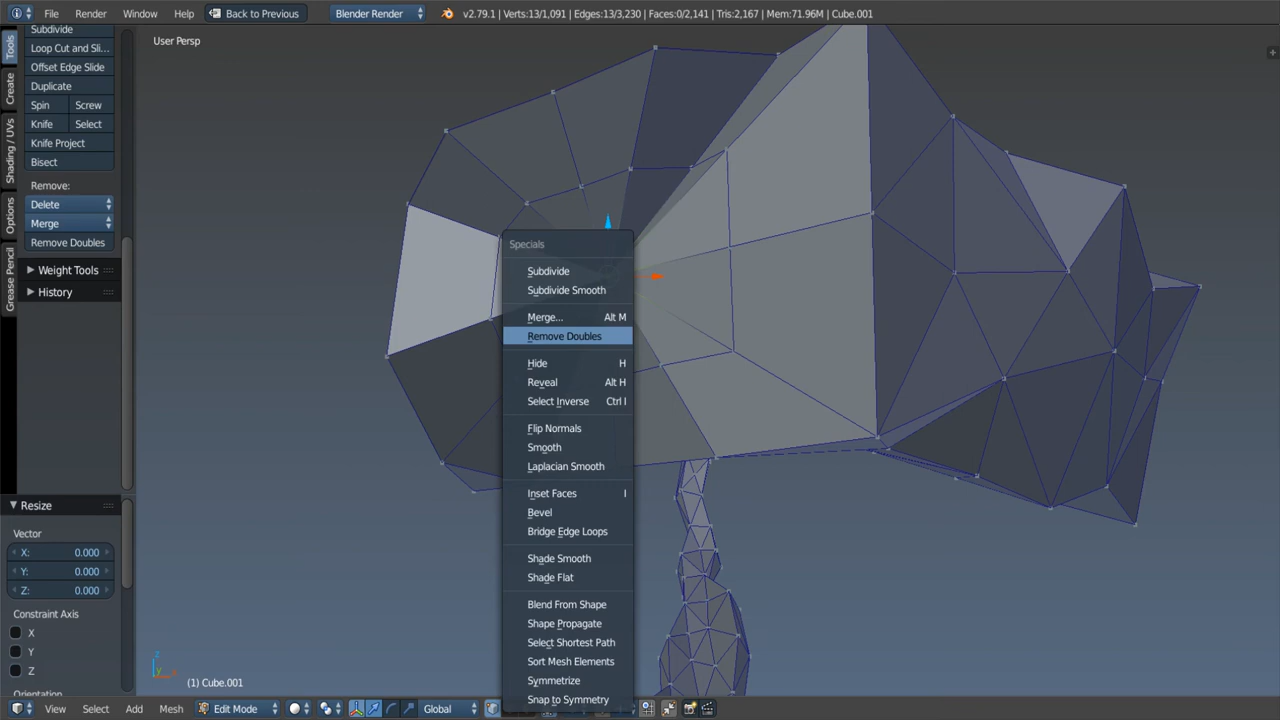 File
Render
Window
Help
Back to Previous
Blender Render
v2.79.1 | Verts:13/1,091 | Edges:13/3,230 | Faces:0/2,141 | Tris:2,167 | Mem:71.96M | Cube.001
Tools
Create
Shading / UVs
Options
Grease Pencil
Subdivide
Loop Cut and Sli...
Offset Edge Slide
Duplicate
Spin
Screw
Knife
Select
Knife Project
Bisect
Remove:
Delete
Merge
Remove Doubles
Weight Tools
History
Resize
Vector
X: 0.000
Y: 0.000
Z: 0.000
Constraint Axis
X
Y
Z
Orientation
User Persp
Specials
Subdivide
Subdivide Smooth
Merge... Alt M
Remove Doubles
Hide H
Reveal Alt H
Select Inverse Ctrl I
Flip Normals
Smooth
Laplacian Smooth
Inset Faces I
Bevel
Bridge Edge Loops
Shade Smooth
Shade Flat
Blend From Shape
Shape Propagate
Select Shortest Path
Sort Mesh Elements
Symmetrize
Snap to Symmetry
z
y
x
(1) Cube.001
View
Select
Add
Mesh
Edit Mode
Global